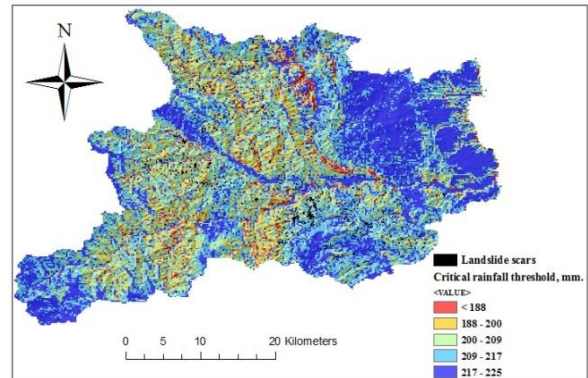 N
Landslide scars
Critical rainfall threshold, mm.
<VALUE>
< 188
188 - 200
200 - 209
209 - 217
217 - 225
0 5 10 20 Kilometers